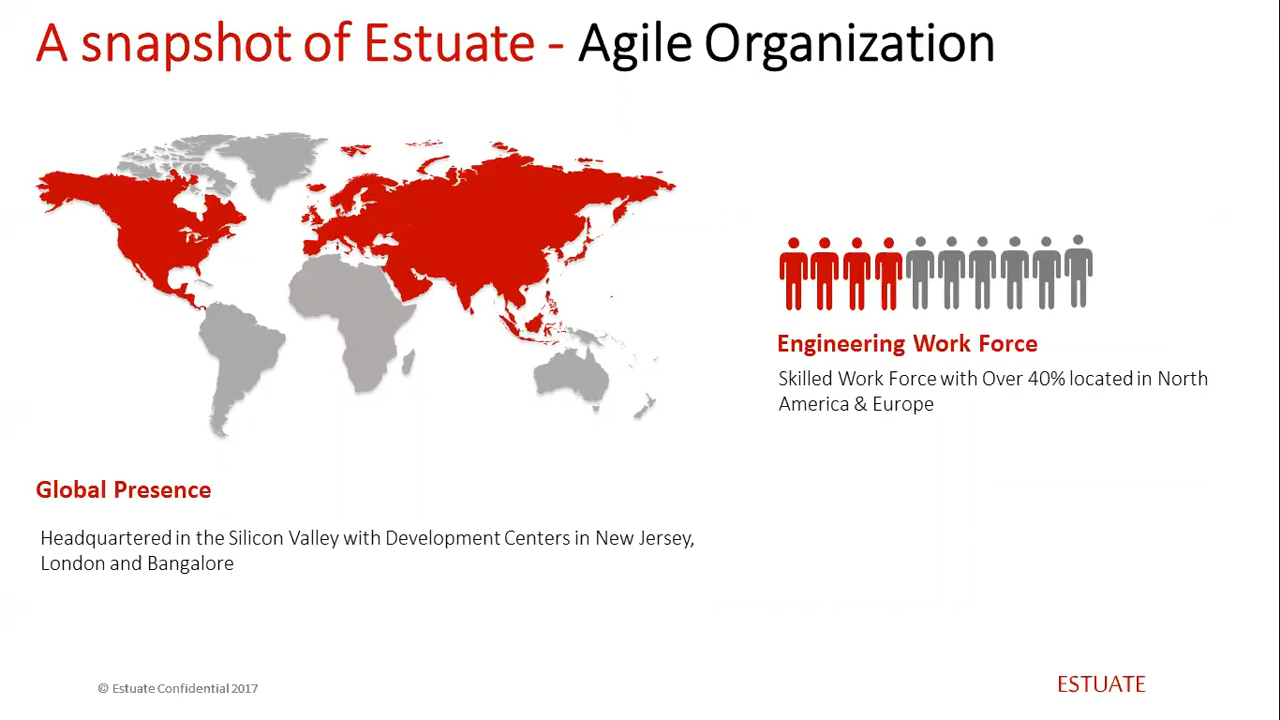 A snapshot of Estuate - Agile Organization
Engineering Work Force
Skilled Work Force with Over 40% located in North
America & Europe
Global Presence
Headquartered in the Silicon Valley with Development Centers in New Jersey,
London and Bangalore
© Estuate Confidential 2017
ESTUATE